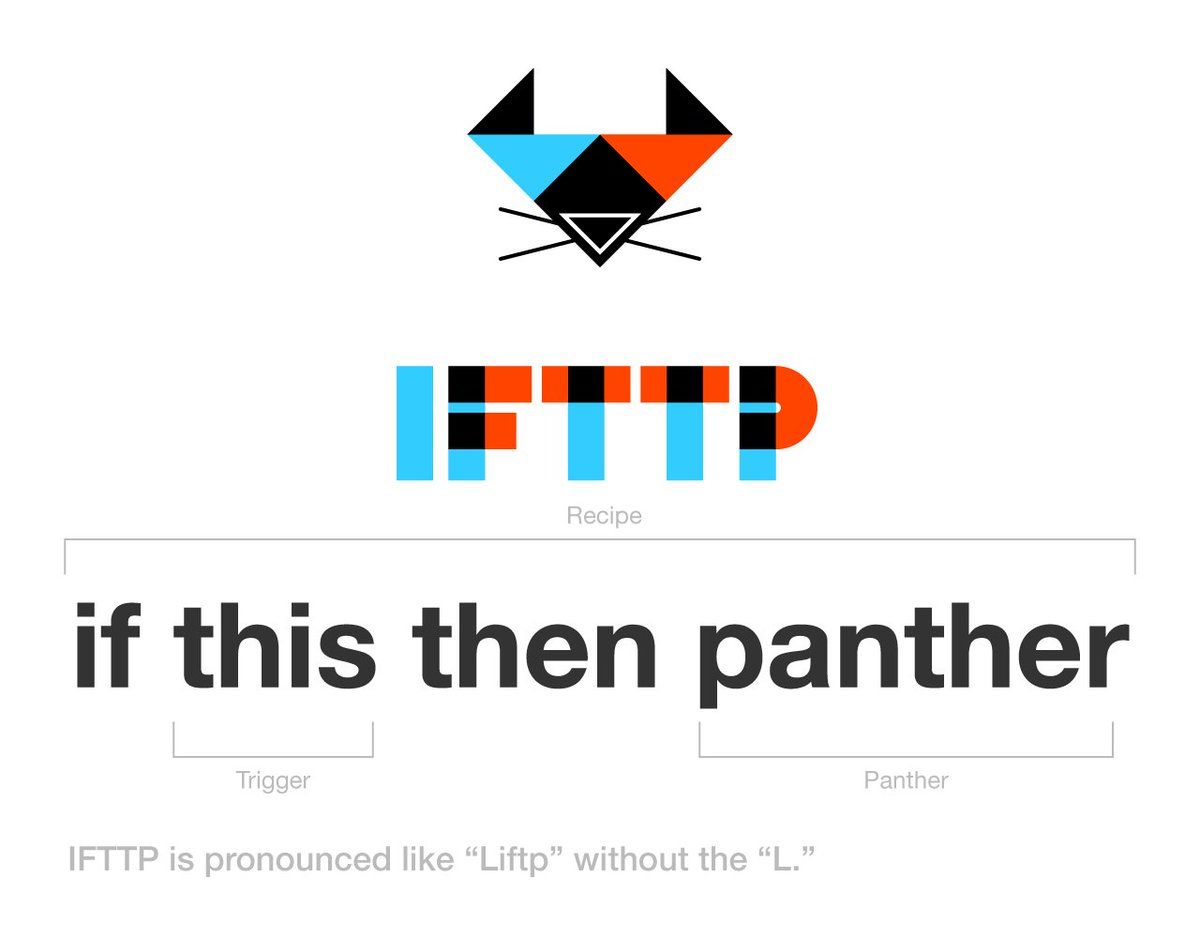 IFTTP
Recipe
if this then panther
Trigger Panther
IFTTP is pronounced like “Liftp” without the “L.”